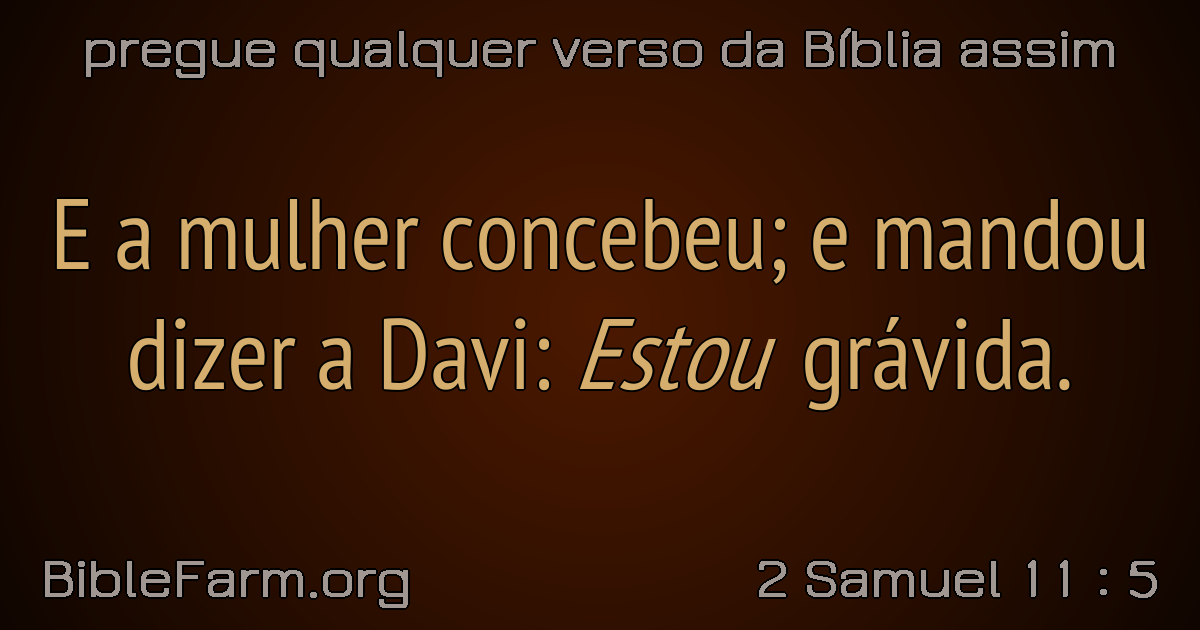 pregue qualquer verso da Bíblia assim
E a mulher concebeu; e mandou
dizer a Davi: Estou grávida.
BibleFarm.org
2 Samuel 11 : 5